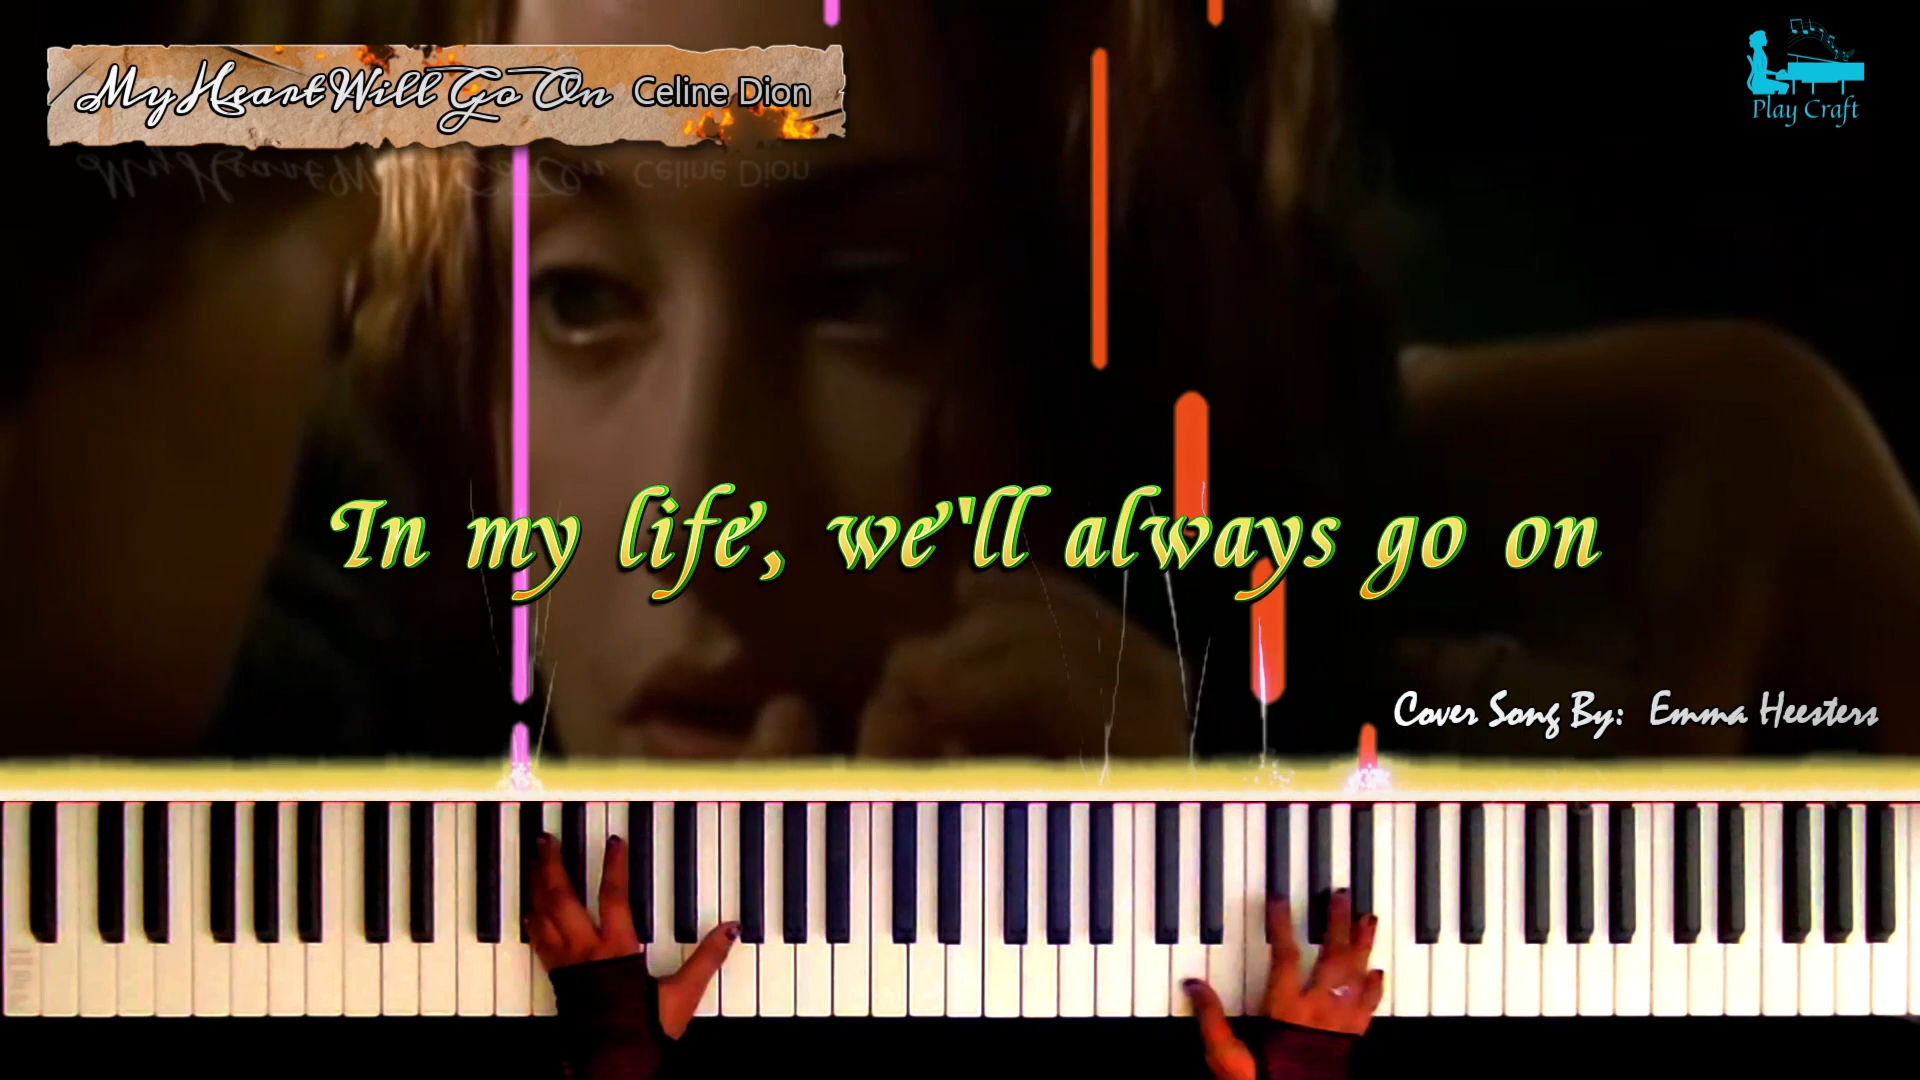 My Heart Will Go On Celine Dion
Play Craft
In my life, we'll always go on
Cover Song By: Emma Heesters